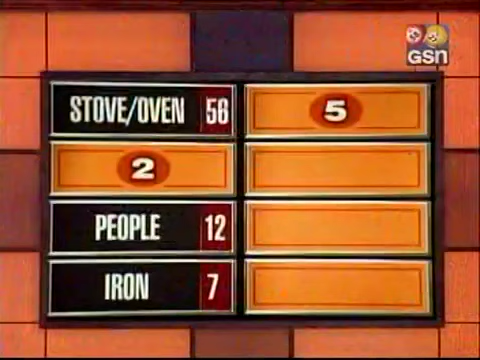 GSN
STOVE/OVEN 56
5
2
PEOPLE 12
IRON 7